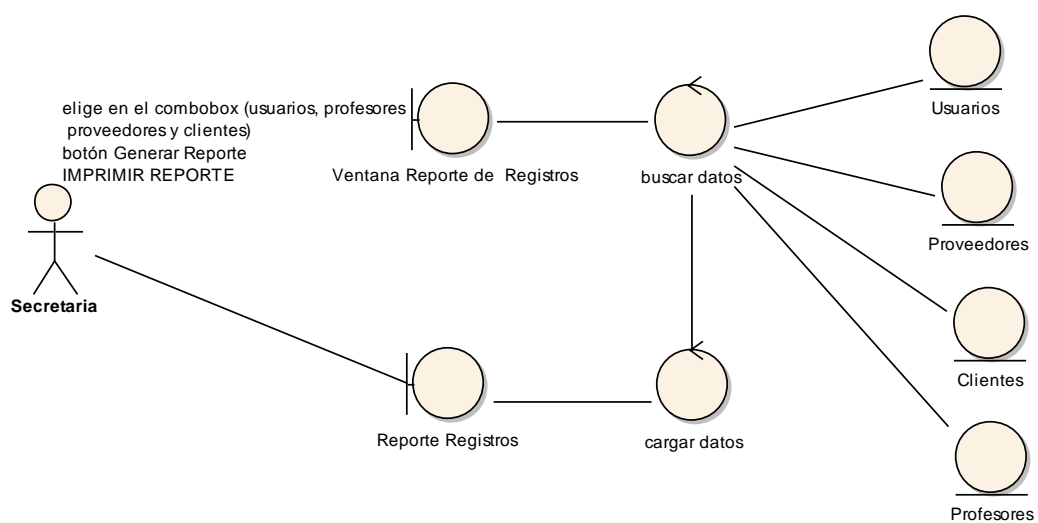 elige en el combobox (usuarios, profesores
proveedores y clientes)
botón Generar Reporte
IMPRIMIR REPORTE
Secretaria
Ventana Reporte de Registros
buscar datos
Usuarios
Proveedores
Clientes
Profesores
Reporte Registros
cargar datos